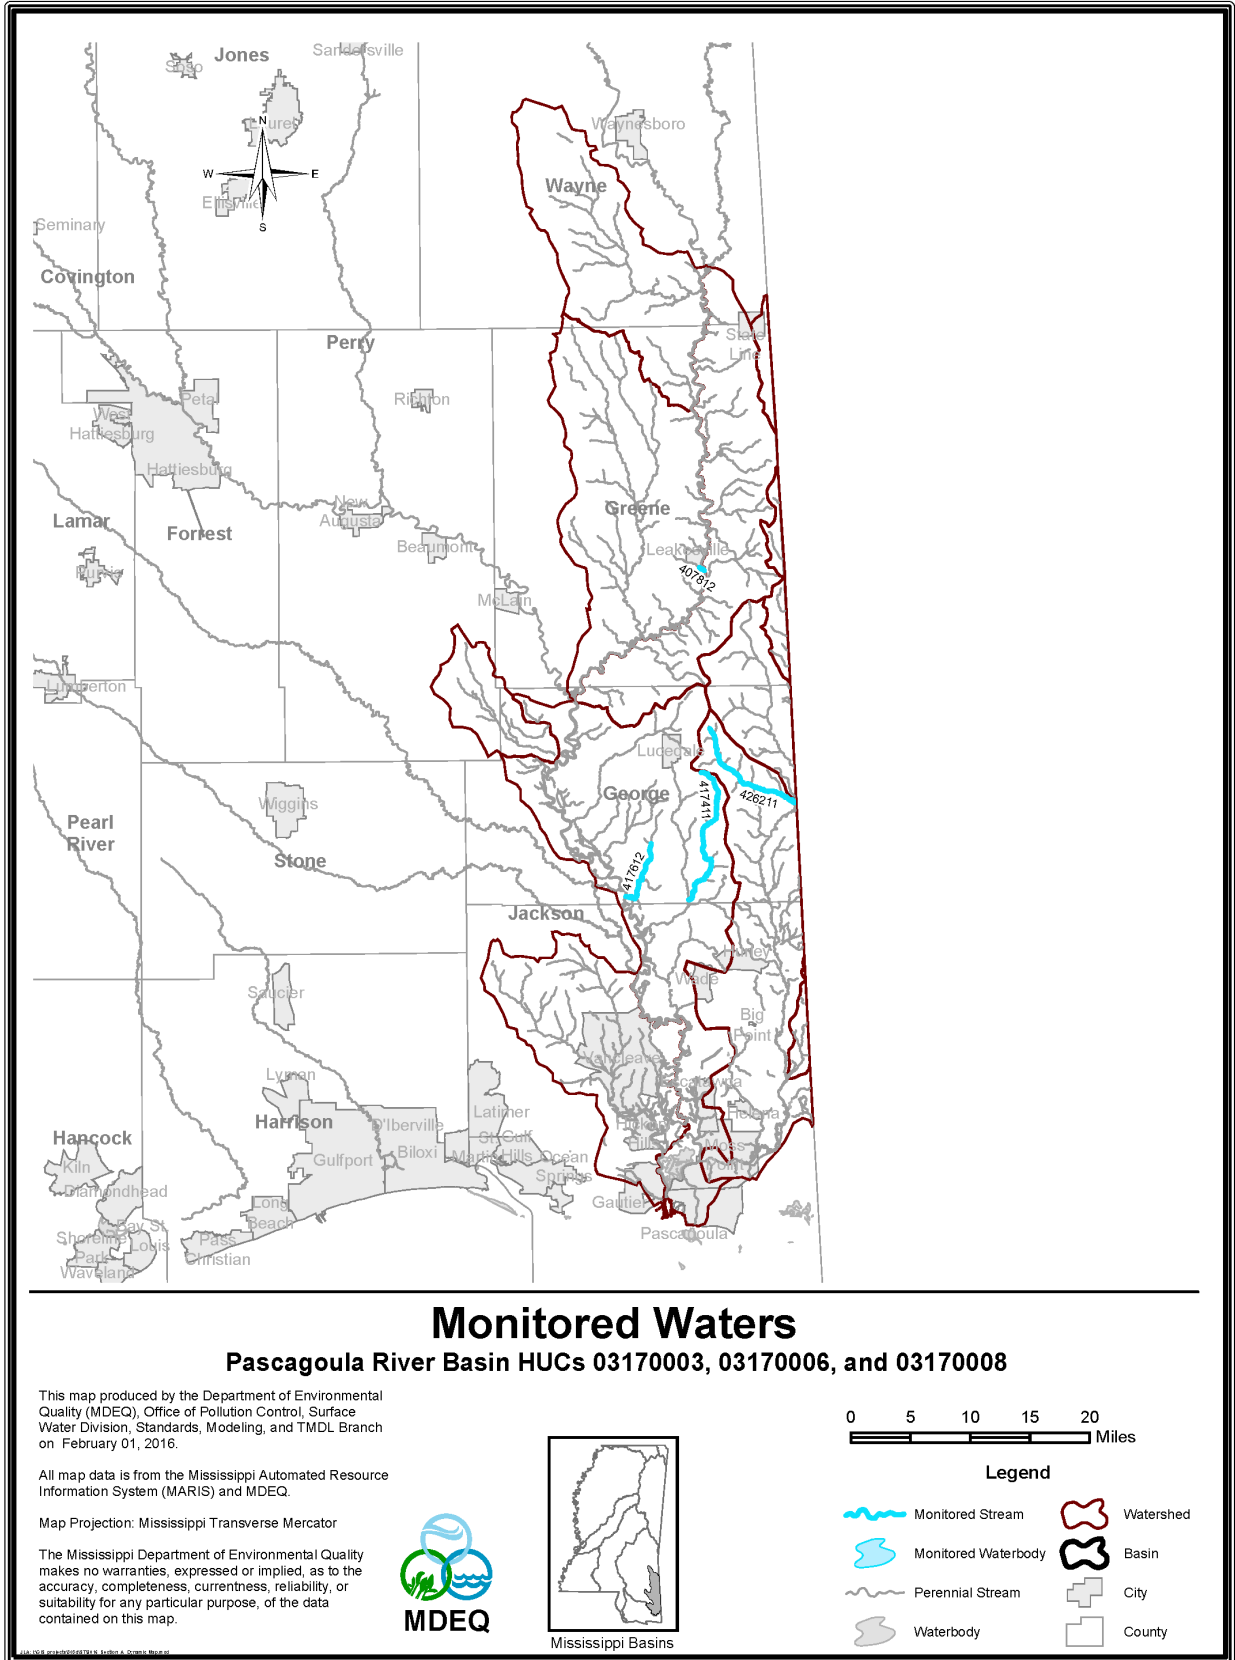 Jones
Sandersville
Soso
Laurel
N
W
E
S
Ellisville
Waynesboro
Wayne
Seminary
Covington
Perry
State
Line
Peta
Richton
West
Hattiesburg
Hattiesburg
New
Augusta
Greene
Lamar
Forrest
Beaumont
Leakesville
407812
Purvis
McLain
Lumberton
Lucedale
George
417411
426211
Wiggins
Pearl
River
Stone
417612
Jackson
Hurley
Wade
Saucier
Big
Point
Vancleave
Lyman
Escatawpa
Latimer
Helena
Harrison
D'Iberville
Hickory
Hills
Hancock
St.
Martin
Gulf
Hills
Moss
Point
Biloxi
Gulfport
Ocean
Springs
Kiln
Diamondhead
Long
Beach
Gautier
Bay St.
Louis
Shoreline
Park
Pass
Christian
Pascagoula
Waveland
Monitored Waters
Pascagoula River Basin HUCs 03170003, 03170006, and 03170008
This map produced by the Department of Environmental
Quality (MDEQ), Office of Pollution Control, Surface
Water Division, Standards, Modeling, and TMDL Branch
on February 01, 2016.
All map data is from the Mississippi Automated Resource
Information System (MARIS) and MDEQ.
Map Projection: Mississippi Transverse Mercator
The Mississippi Department of Environmental Quality
makes no warranties, expressed or implied, as to the
accuracy, completeness, currentness, reliability, or
suitability for any particular purpose, of the data
contained on this map.
MDEQ
Mississippi Basins
0 5 10 15 20
Miles
Legend
Monitored Stream
Watershed
Monitored Waterbody
Basin
Perennial Stream
City
Waterbody
County